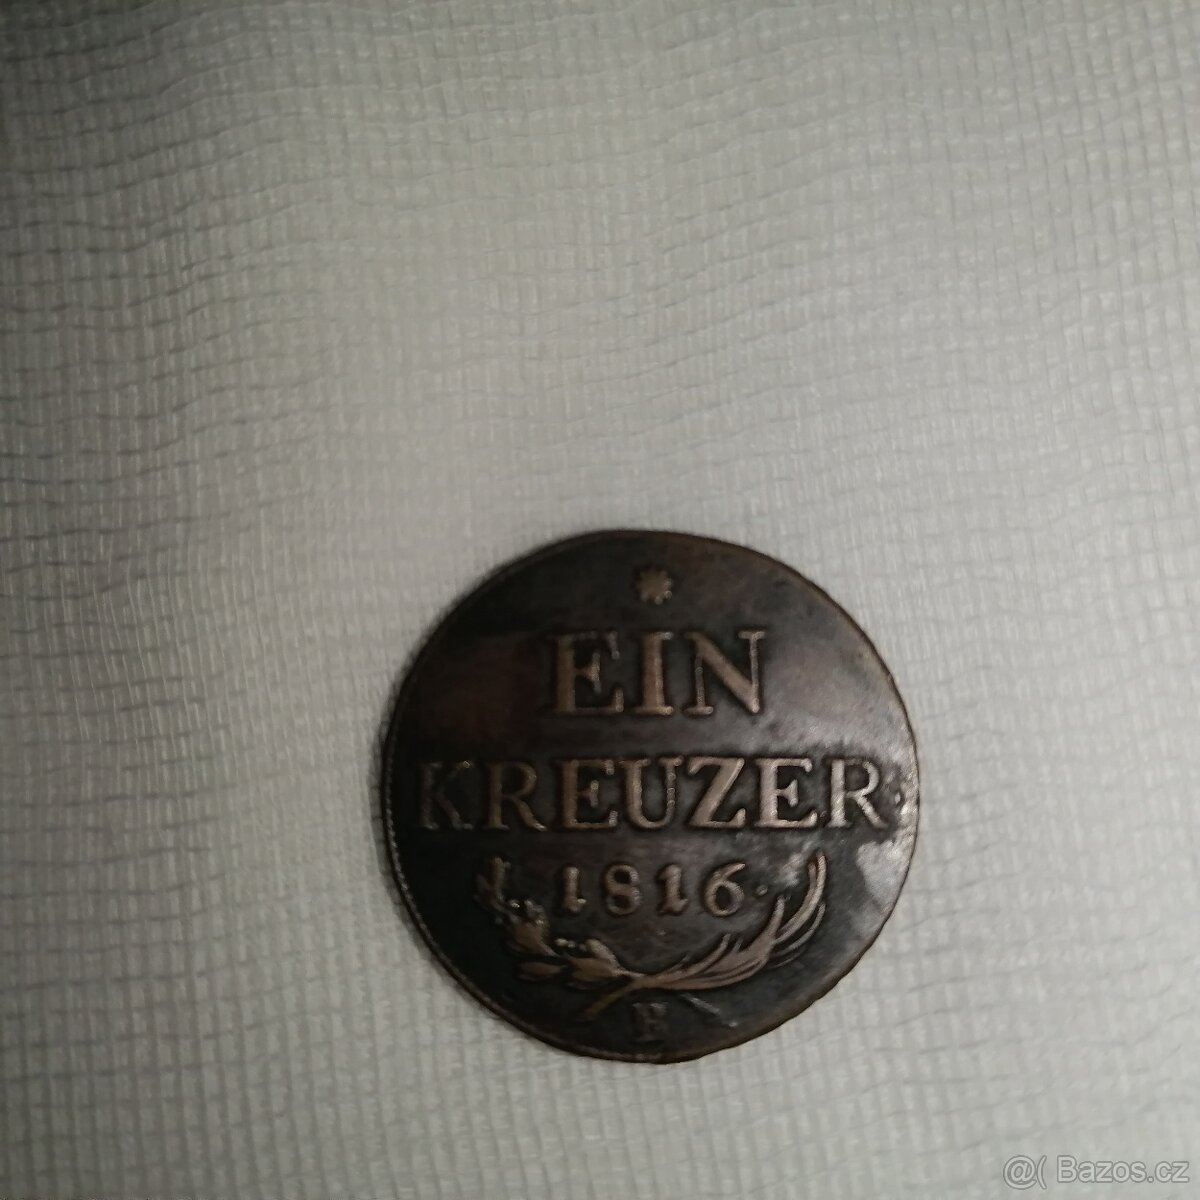 EIN
KREUZER
1816.
@( Bazos.cz